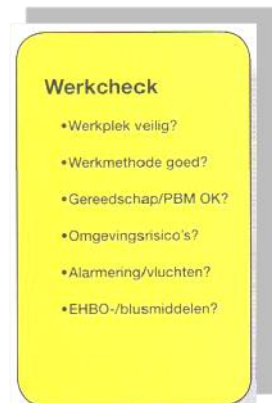 Werkcheck
•Werkplek veilig?
•Werkmethode goed?
•Gereedschap/PBM OK?
•Omgevingsrisico's?
•Alarmering/vluchten?
•EHBO-/blusmiddelen?